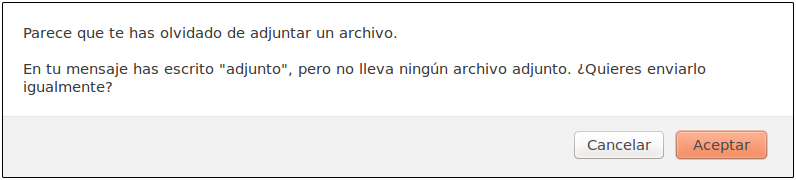 Parece que te has olvidado de adjuntar un archivo.
En tu mensaje has escrito "adjunto", pero no lleva ningún archivo adjunto. ¿Quieres enviarlo
igualmente?
Cancelar
Aceptar